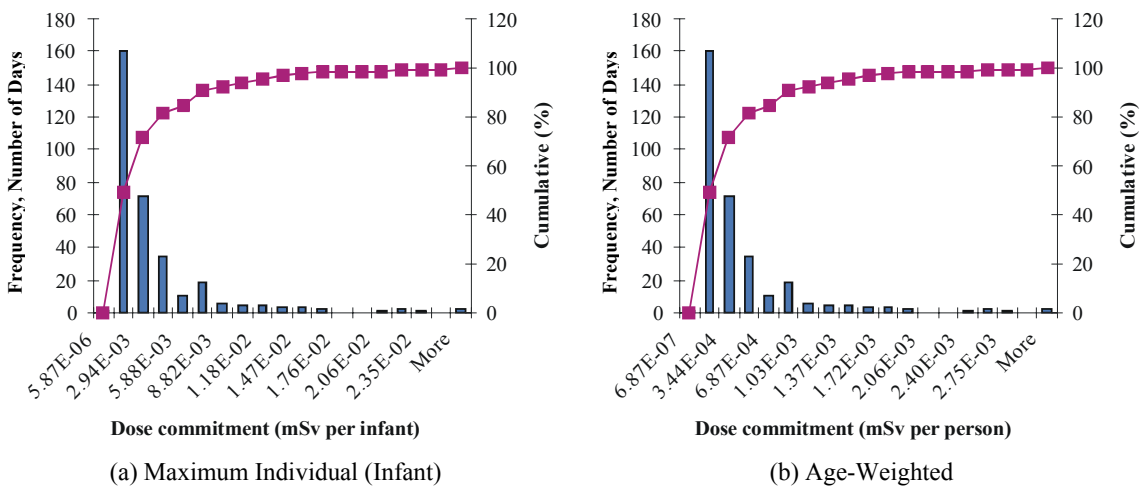 180
160
140
120
100
80
60
40
20
0
Frequency, Number of Days
120
100
80
60
40
20
0
Cumulative (%)
5.87E-06
2.94E-03
5.88E-03
8.82E-03
1.18E-02
1.47E-02
1.76E-02
2.06E-02
2.35E-02
More
Dose commitment (mSv per infant)
(a) Maximum Individual (Infant)
180
160
140
120
100
80
60
40
20
0
Frequency, Number of Days
120
100
80
60
40
20
0
Cumulative (%)
6.87E-07
3.44E-04
6.87E-04
1.03E-03
1.37E-03
1.72E-03
2.06E-03
2.40E-03
2.75E-03
More
Dose commitment (mSv per person)
(b) Age-Weighted